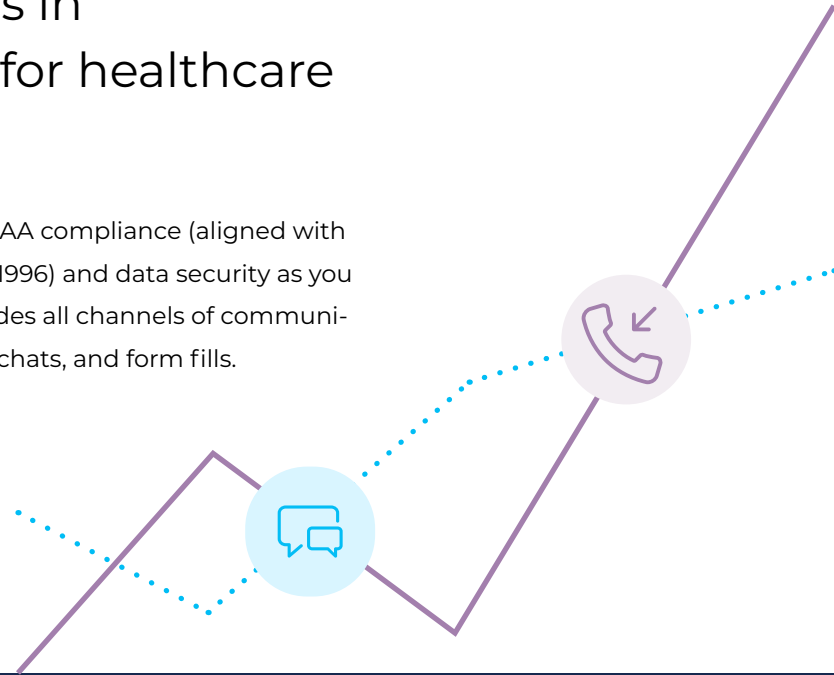 s in
for healthcare
AA compliance (aligned with
1996) and data security as you
des all channels of communi-
chats, and form fills.